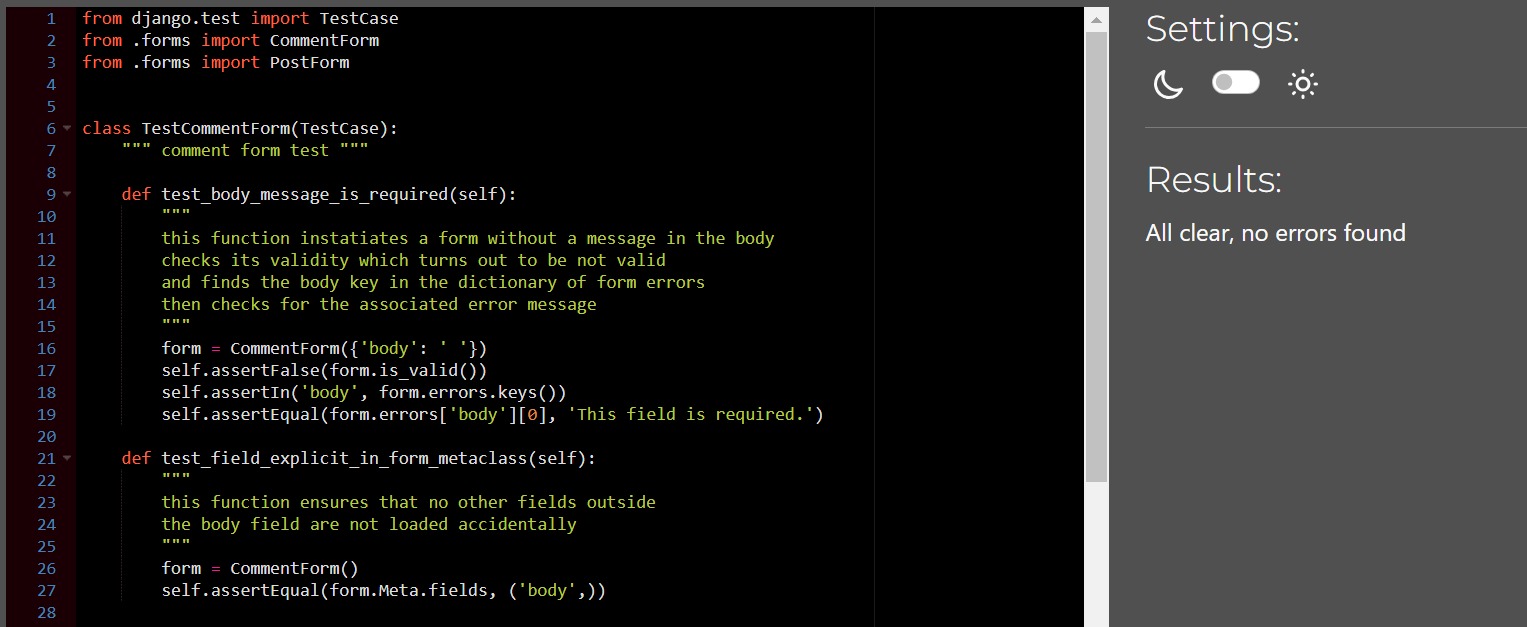 1 from django.test import TestCase
2 from .forms import CommentForm
3 from .forms import PostForm
4
5
6 class TestCommentForm(TestCase):
7     """ comment form test """
8
9     def test_body_message_is_required(self):
10         """
11         this function instatiates a form without a message in the body
12         checks its validity which turns out to be not valid
13         and finds the body key in the dictionary of form errors
14         then checks for the associated error message
15         """
16         form = CommentForm({'body': ' '})
17         self.assertFalse(form.is_valid())
18         self.assertIn('body', form.errors.keys())
19         self.assertEqual(form.errors['body'][0], 'This field is required.')
20
21     def test_field_explicit_in_form_metaclass(self):
22         """
23         this function ensures that no other fields outside
24         the body field are not loaded accidentally
25         """
26         form = CommentForm()
27         self.assertEqual(form.Meta.fields, ('body',))
28
Settings:
Results:
All clear, no errors found